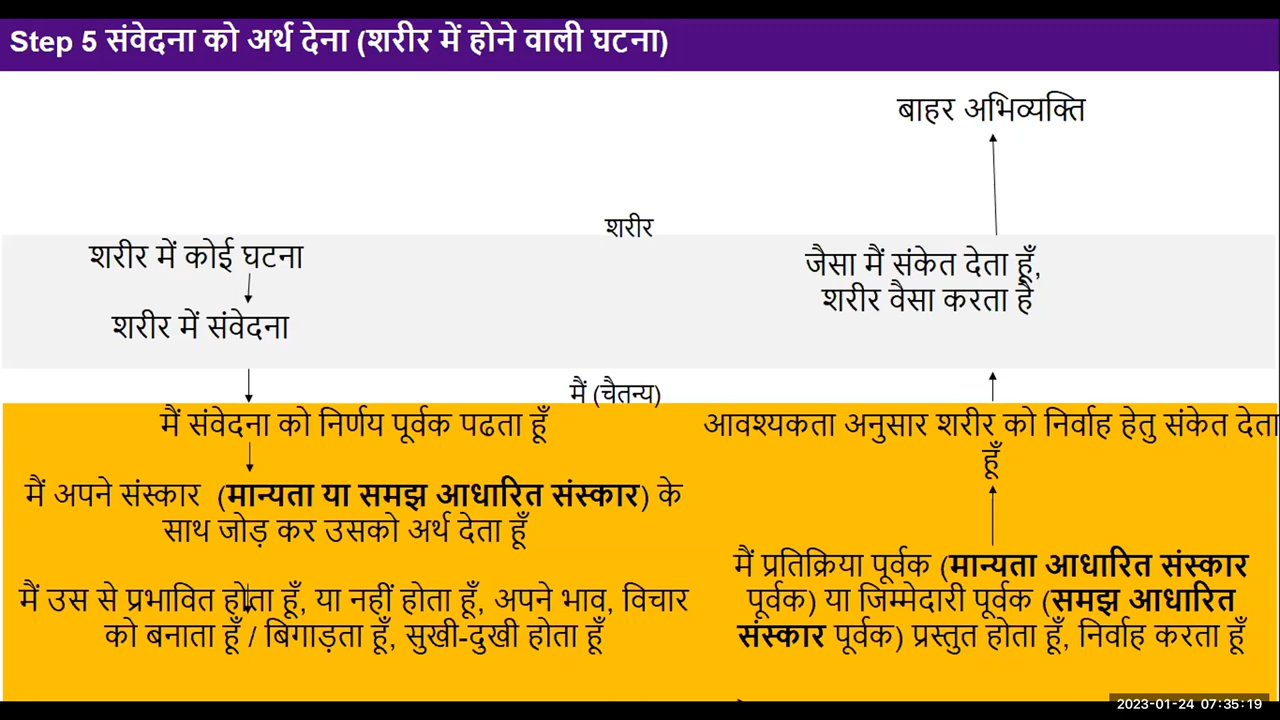 Step 5 संवेदना को अर्थ देना (शरीर में होने वाली घटना)
बाहर अभिव्यक्ति
शरीर
शरीर में कोई घटना
शरीर में संवेदना
जैसा मैं संकेत देता हूँ,
शरीर वैसा करता है
मैं (चैतन्य)
मैं संवेदना को निर्णय पूर्वक पढता हूँ
मैं अपने संस्कार (मान्यता या समझ आधारित संस्कार) के
साथ जोड़ कर उसको अर्थ देता हूँ
मैं उस से प्रभावित होता हूँ, या नहीं होता हूँ, अपने भाव, विचार
को बनाता हूँ / बिगाड़ता हूँ, सुखी-दुखी होता हूँ
आवश्यकता अनुसार शरीर को निर्वाह हेतु संकेत देता
हूँ
मैं प्रतिक्रिया पूर्वक (मान्यता आधारित संस्कार
पूर्वक) या जिम्मेदारी पूर्वक (समझ आधारित
संस्कार पूर्वक) प्रस्तुत होता हूँ, निर्वाह करता हूँ
2023-01-24 07:35:19